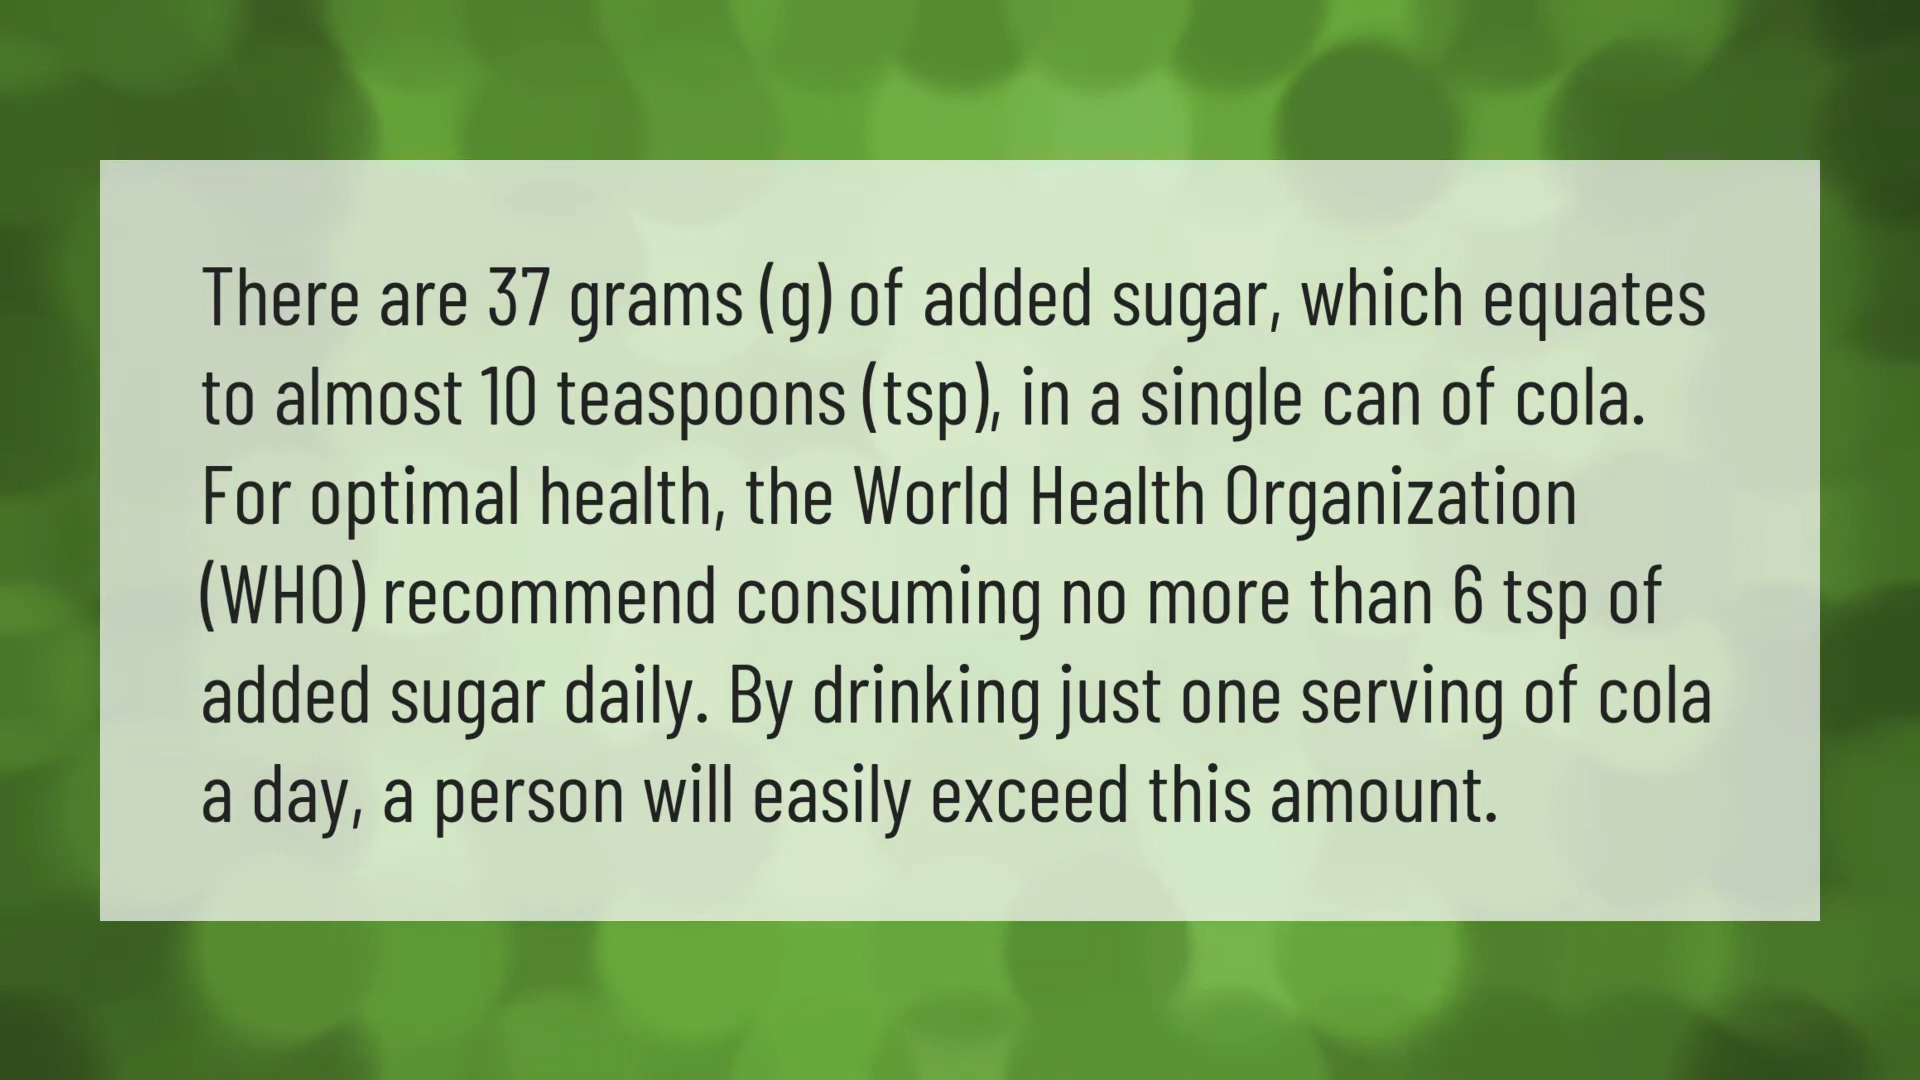 There are 37 grams (g) of added sugar, which equates
to almost 10 teaspoons (tsp), in a single can of cola.
For optimal health, the World Health Organization
(WHO) recommend consuming no more than 6 tsp of
added sugar daily. By drinking just one serving of cola
a day, a person will easily exceed this amount.